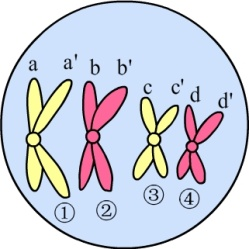 a a' b b' c c' d d'
① ② ③ ④